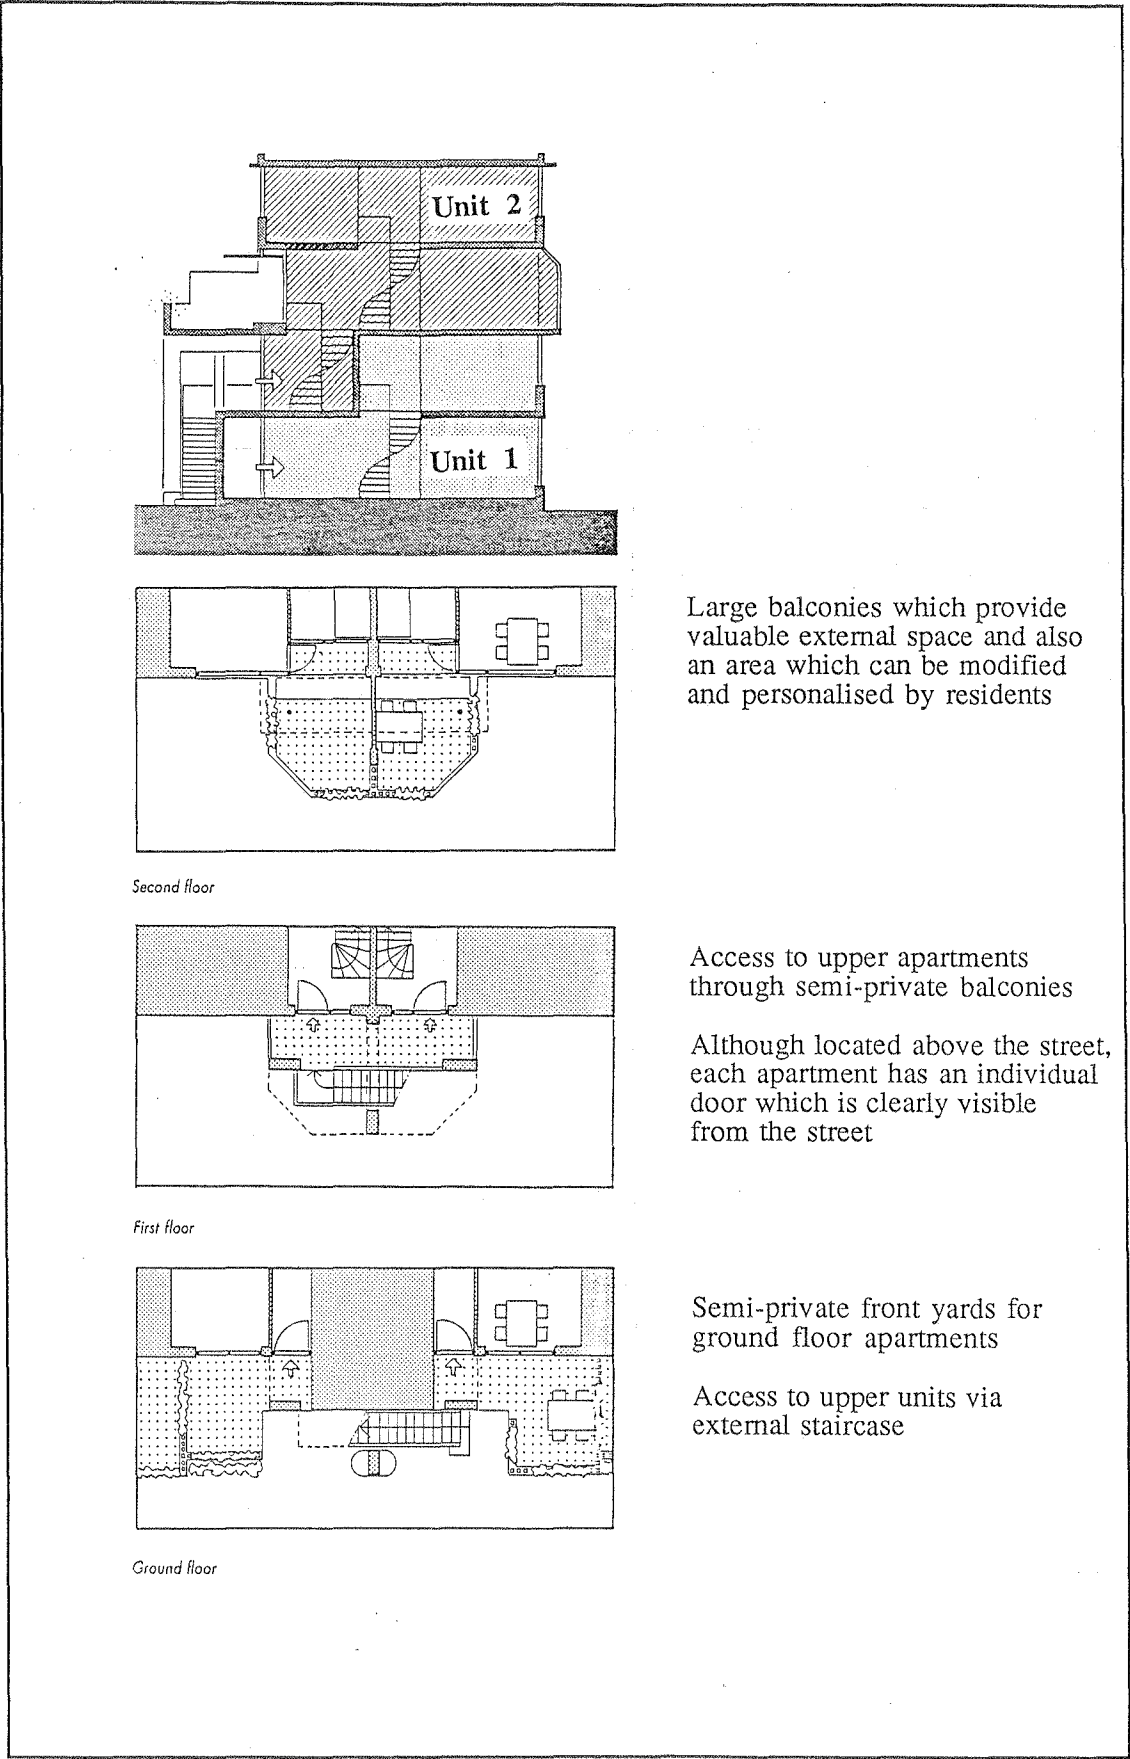 Unit 2
Unit 1
Large balconies which provide
valuable external space and also
an area which can be modified
and personalised by residents
Second floor
Access to upper apartments
through semi-private balconies
Although located above the street,
each apartment has an individual
door which is clearly visible
from the street
First floor
Semi-private front yards for
ground floor apartments
Access to upper units via
external staircase
Ground floor